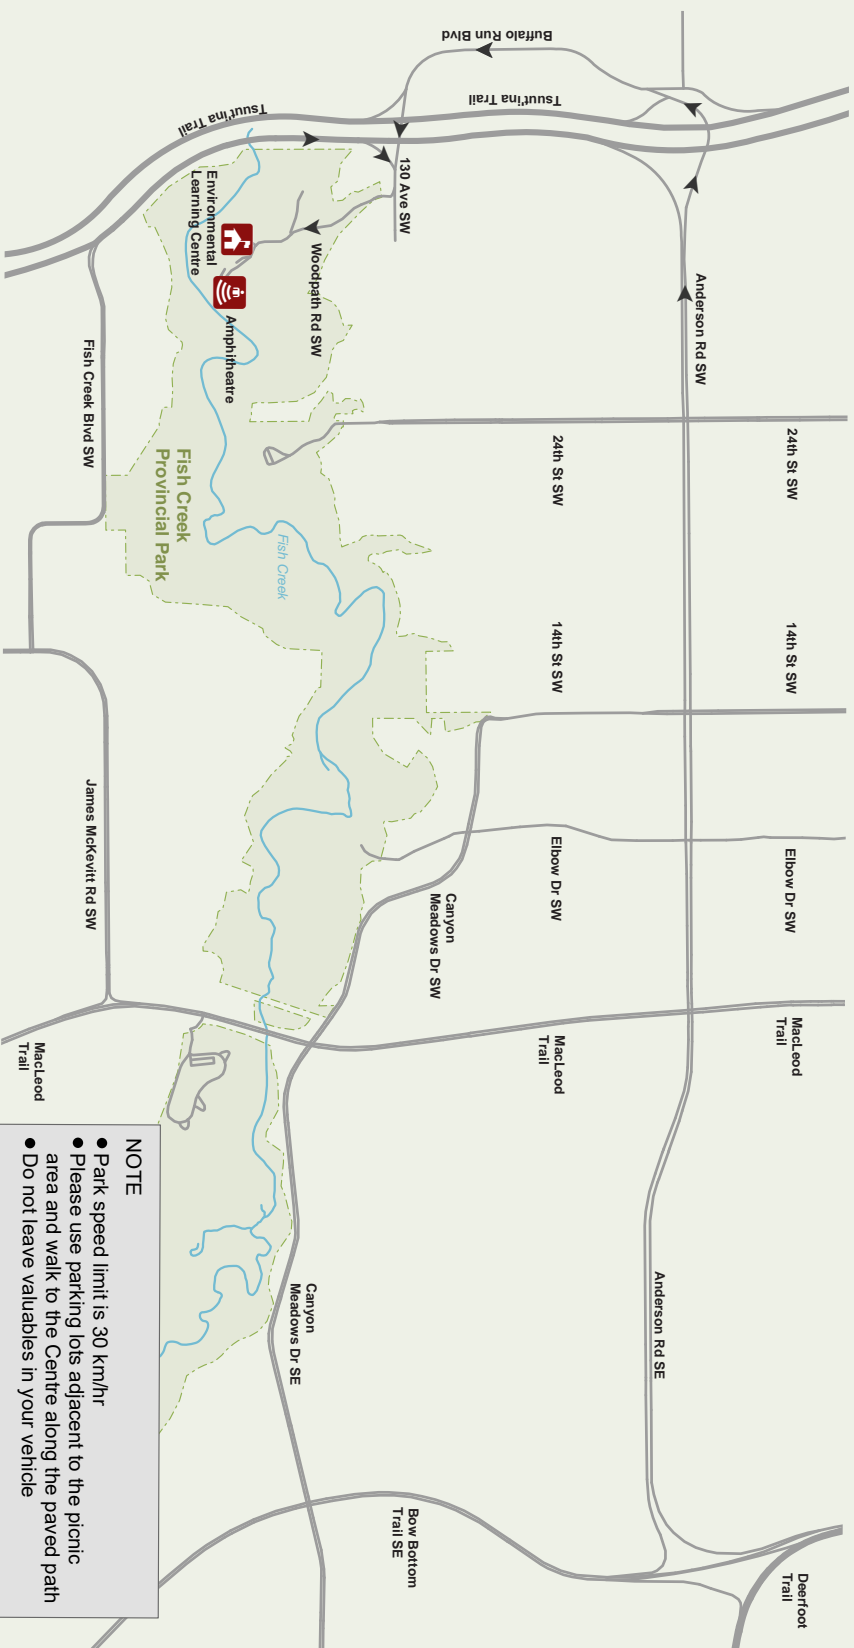 Buffalo Run Blvd
Tsuut'ina Trail
Tsuut'ina Trail
130 Ave SW
Environmental
Learning Centre
Woodpath Rd SW
Amphitheatre
Anderson Rd SW
Fish Creek Blvd SW
24th St SW
24th St SW
Fish Creek
Provincial Park
Fish Creek
14th St SW
14th St SW
James McKevitt Rd SW
Elbow Dr SW
Elbow Dr SW
Canyon
Meadows Dr SW
MacLeod
Trail
MacLeod
Trail
MacLeod
Trail
Canyon
Meadows Dr SE
Anderson Rd SE
Bow Bottom
Trail SE
Deerfoot
Trail
NOTE
● Park speed limit is 30 km/hr
● Please use parking lots adjacent to the picnic
area and walk to the Centre along the paved path
● Do not leave valuables in your vehicle